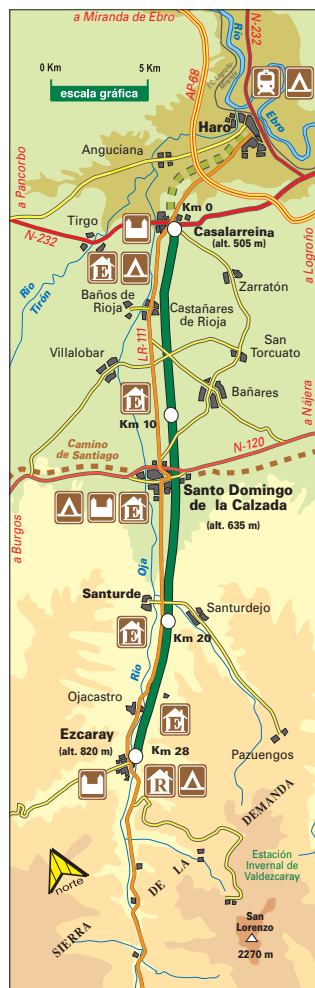 a Miranda de Ebro
N-232
Río
0 Km
5 Km
escala gráfica
AP-68
Ebro
Haro
Anguciana
a Pancorbo
Km 0
Tirgo
N-232
Casalarreina
(alt. 505 m)
a Logroño
E
Río
Tirón
Zarratón
Baños de
Rioja
Castañares
de Rioja
LR-111
San
Torcuato
Villalobar
Bañares
E
Km 10
a Nájera
Camino
de Santiago
N-120
Santo Domingo
de la Calzada
(alt. 635 m)
E
a Burgos
Oja
Santurde
Santurdejo
E
Km 20
Río
Ojacastro
E
Ezcaray
(alt. 820 m)
Km 28
Pazuengos
R
DEMANDA
Estación
Invernal de
Valdezcaray
DE LA
norte
SIERRA
San
Lorenzo
2270 m